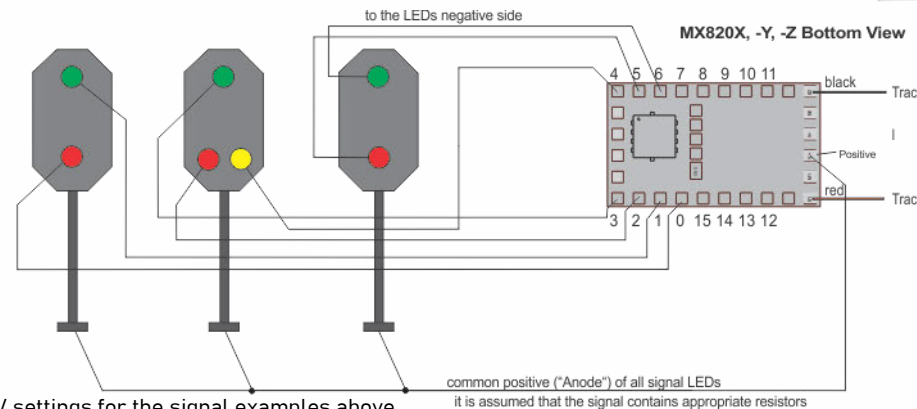 to the LEDs negative side
MX820X, -Y, -Z Bottom View
4 5 6 7 8 9 10 11
black
Trac
Positive
red
Trac
3 2 1 0 15 14 13 12
common positive ("Anode") of all signal LEDs
settings for the signal examples above
it is assumed that the signal contains appropriate resistors